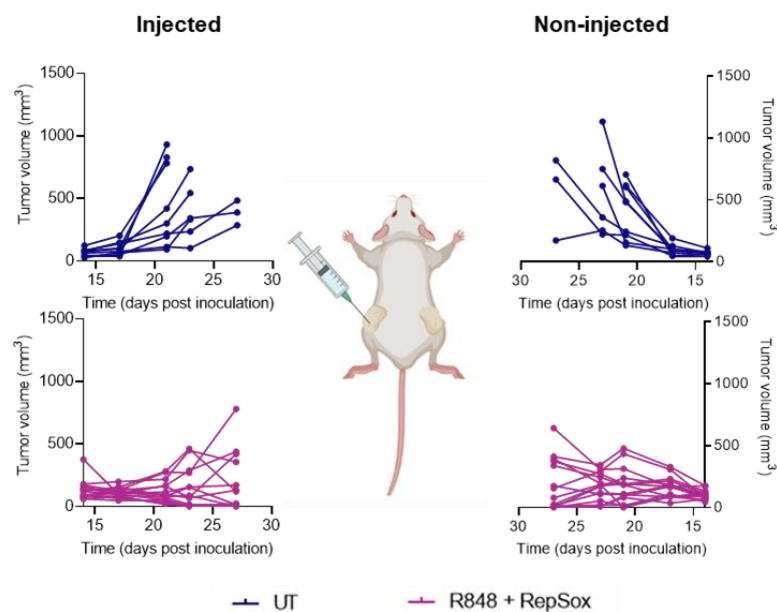 Injected
Non-injected
1500
1000
500
0
Tumor volume (mm³)
15
20
25
30
Time (days post inoculation)
1500
1000
500
0
Tumor volume (mm³)
30
25
20
15
Time (days post inoculation)
1500
1000
500
0
Tumor volume (mm³)
15
20
25
30
Time (days post inoculation)
1500
1000
500
0
Tumor volume (mm³)
30
25
20
15
Time (days post inoculation)
UT
R848 + RepSox